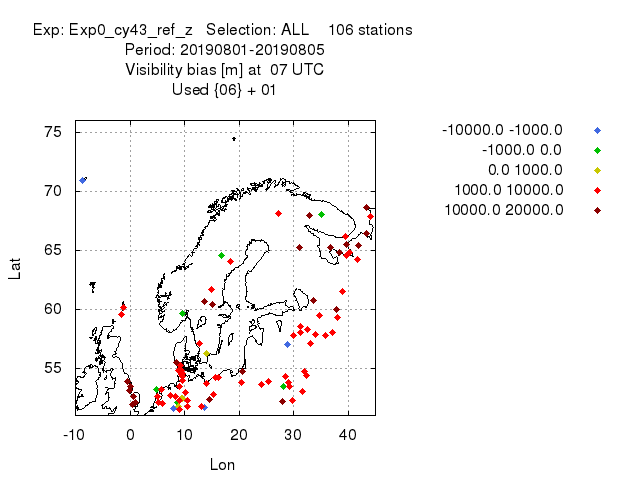 Exp: Exp0_cy43_ref_z   Selection: ALL    106 stations
Period: 20190801-20190805
Visibility bias [m] at  07 UTC
Used {06} + 01
-10000.0 -1000.0
-1000.0 0.0
0.0 1000.0
1000.0 10000.0
10000.0 20000.0
75
70
65
60
55
Lat
-10 0 10 20 30 40
Lon